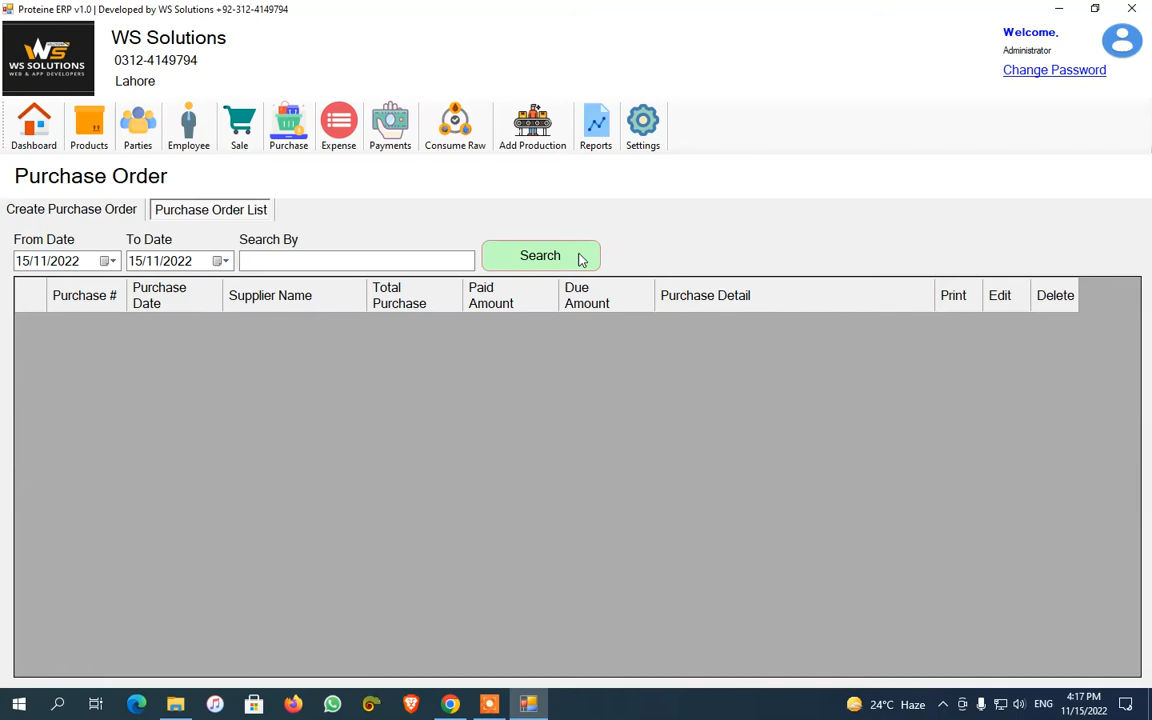 Proteine ERP v1.0 | Developed by WS Solutions +92-312-4149794
WS SOLUTIONS
WEB & APP DEVELOPERS
WS Solutions
0312-4149794
Lahore
Welcome,
Administrator
Change Password
Dashboard Products Parties Employee Sale Purchase Expense Payments Consume Raw Add Production Reports Settings
Purchase Order
Create Purchase Order Purchase Order List
From Date To Date Search By
15/11/2022 15/11/2022 Search
Purchase # Purchase Date Supplier Name Total Purchase Paid Amount Due Amount Purchase Detail Print Edit Delete
24°C Haze ENG 4:17 PM
11/15/2022